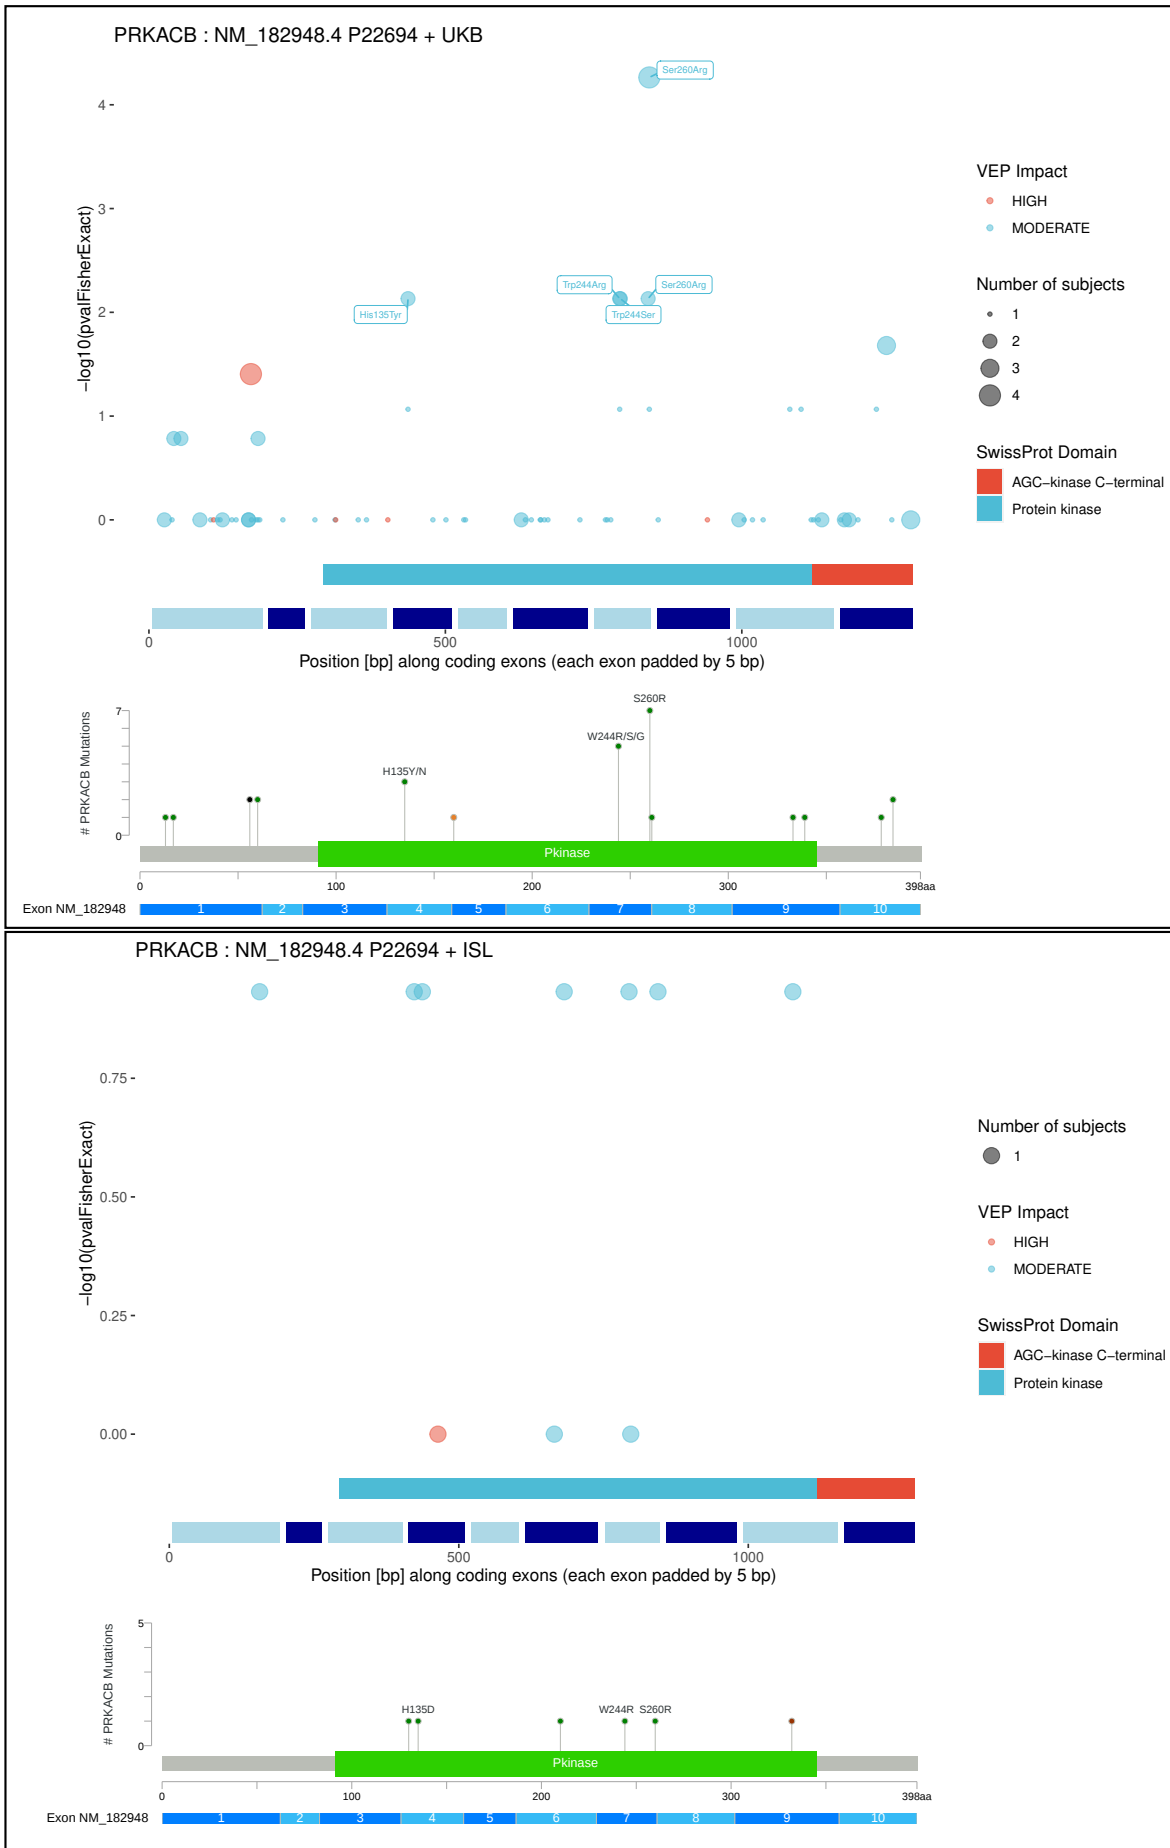 PRKACB : NM_182948.4 P22694 + UKB
Ser260Arg
4
3
2
1
0
−log10(pvalFisherExact)
Trp244Arg
Ser260Arg
His135Tyr
Trp244Ser
VEP Impact
HIGH
MODERATE
Number of subjects
1
2
3
4
SwissProt Domain
AGC−kinase C−terminal
Protein kinase
0
500
1000
Position [bp] along coding exons (each exon padded by 5 bp)
# PRKACB Mutations
7
0
S260R
W244R/S/G
H135Y/N
Pkinase
0
100
200
300
398aa
Exon NM_182948
1
2
3
4
5
6
7
8
9
10
PRKACB : NM_182948.4 P22694 + ISL
0.75
0.50
0.25
0.00
−log10(pvalFisherExact)
Number of subjects
1
VEP Impact
HIGH
MODERATE
SwissProt Domain
AGC−kinase C−terminal
Protein kinase
0
500
1000
Position [bp] along coding exons (each exon padded by 5 bp)
# PRKACB Mutations
5
0
H135D
W244R
S260R
Pkinase
0
100
200
300
398aa
Exon NM_182948
1
2
3
4
5
6
7
8
9
10